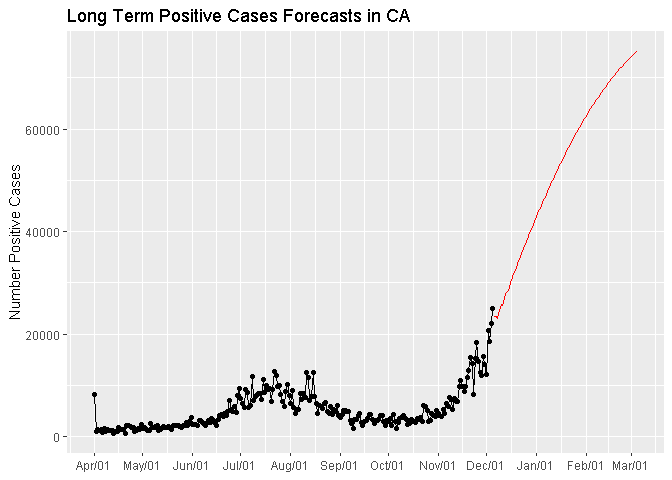 Long Term Positive Cases Forecasts in CA
Number Positive Cases
60000
40000
20000
0
Apr/01 May/01 Jun/01 Jul/01 Aug/01 Sep/01 Oct/01 Nov/01 Dec/01 Jan/01 Feb/01 Mar/01